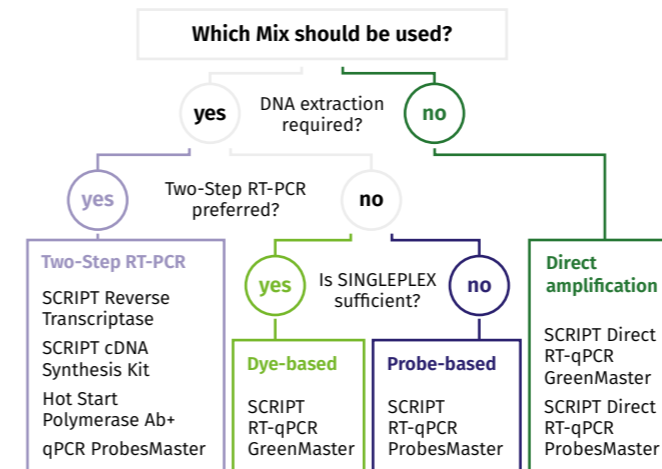 Which Mix should be used?
yes
DNA extraction
required?
no
yes
Two-Step RT-PCR
preferred?
no
yes
Is SINGLEPLEX
sufficient?
no
Two-Step RT-PCR
SCRIPT Reverse
Transcriptase
SCRIPT cDNA
Synthesis Kit
Hot Start
Polymerase Ab+
qPCR ProbesMaster
Dye-based
SCRIPT
RT-qPCR
GreenMaster
Probe-based
SCRIPT
RT-qPCR
ProbesMaster
Direct
amplification
SCRIPT Direct
RT-qPCR
GreenMaster
SCRIPT Direct
RT-qPCR
ProbesMaster